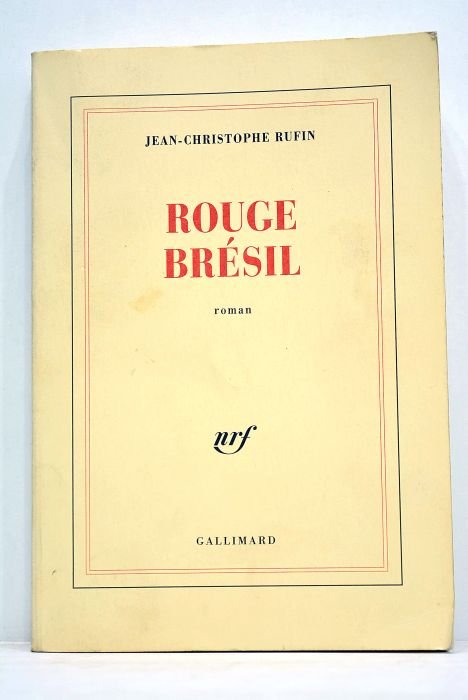 JEAN-CHRISTOPHE RUFIN
ROUGE
BRÉSIL
roman
nrf
GALLIMARD